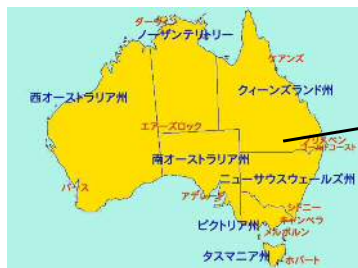 ダーウィン
ノーザンテリトリー
ケアンズ
西オーストラリア州
クィーンズランド州
エアーズロック
ブリスベン
ゴールドコースト
南オーストラリア州
ニューサウスウェールズ州
パース
アデレード
シドニー
キャンベラ
ビクトリア州
メルボルン
タスマニア州
ホバート